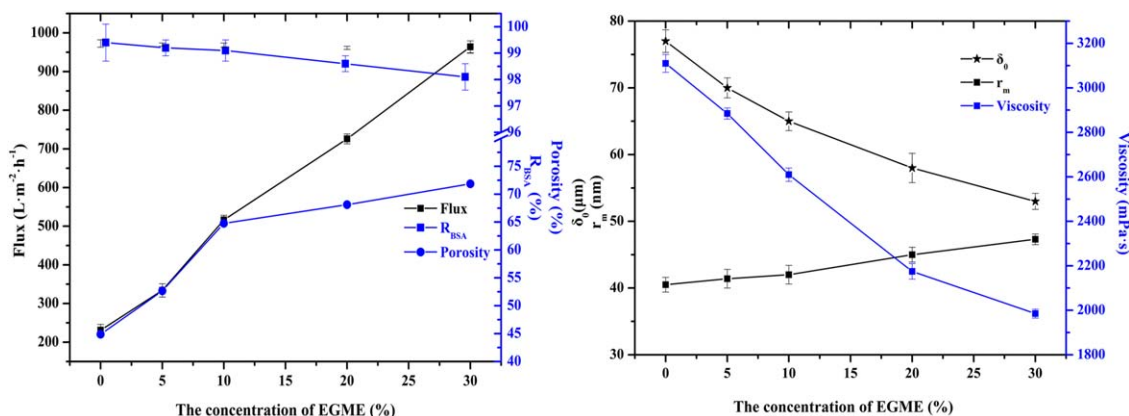 1000
900
800
700
600
500
400
300
200
Flux (L·m⁻²·h⁻¹)
0 5 10 15 20 25 30
The concentration of EGME (%)
100
99
98
96
75
70
65
60
55
50
45
40
Porosity (%)
R_BSA (%)
Flux
R_BSA
Porosity
80
70
60
50
40
30
δ₀(μm)
r_m (nm)
0 5 10 15 20 25 30
The concentration of EGME (%)
3200
3000
2800
2600
2400
2200
2000
1800
Viscosity (mPa·s)
δ₀
r_m
Viscosity